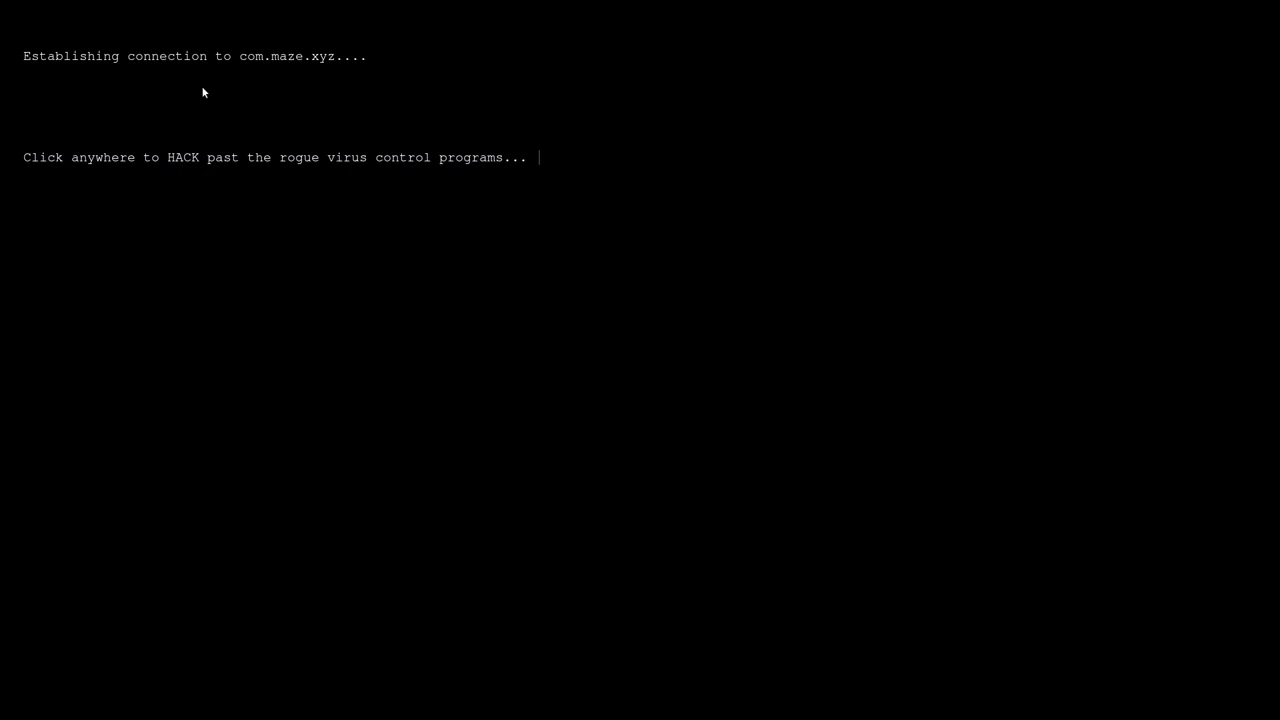 Establishing connection to com.maze.xyz....
Click anywhere to HACK past the rogue virus control programs...